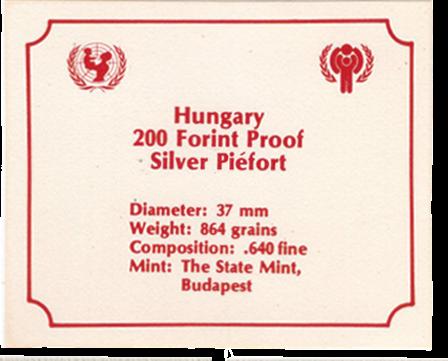 Hungary
200 Forint Proof
Silver Piéfort
Diameter: 37 mm
Weight: 864 grains
Composition: .640 fine
Mint: The State Mint,
Budapest